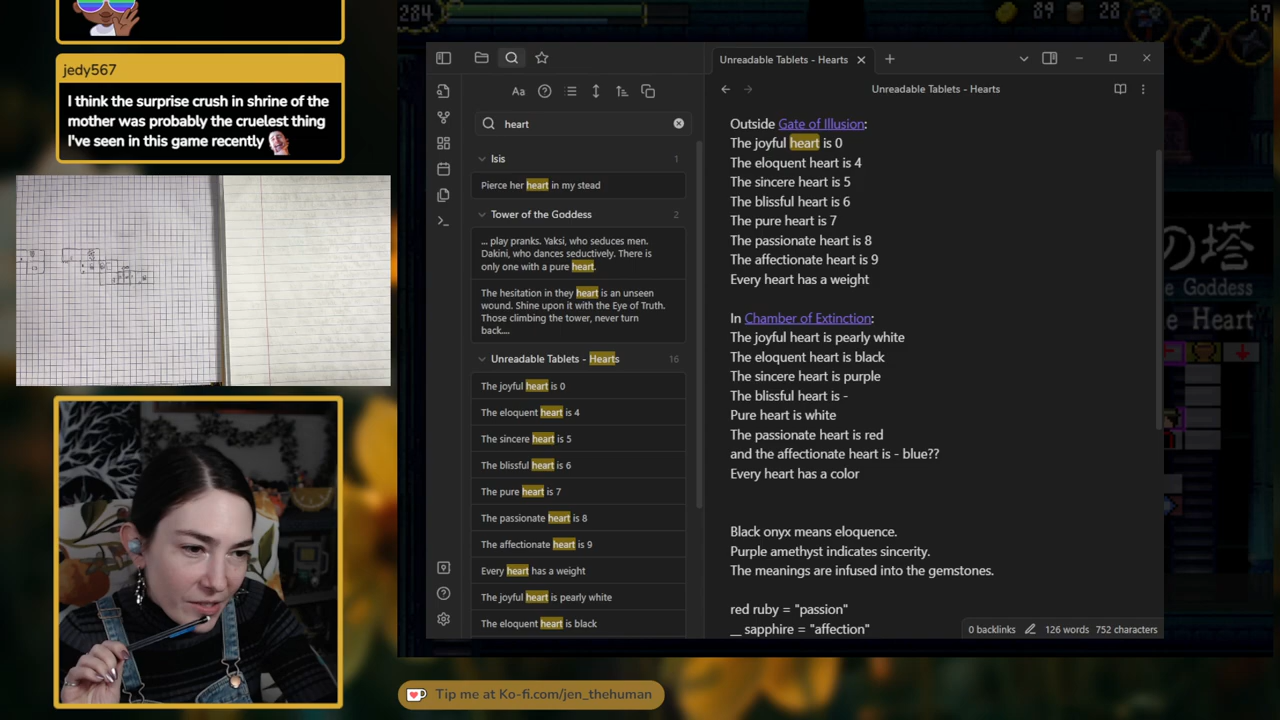 jedy567
I think the surprise crush in shrine of the
mother was probably the cruelest thing
I've seen in this game recently
284
89
28
67
Unreadable Tablets - Hearts
Unreadable Tablets - Hearts
heart
Isis
1
Pierce her heart in my stead
Tower of the Goddess
2
... play pranks. Yaksi, who seduces men.
Dakini, who dances seductively. There is
only one with a pure heart.
The hesitation in they heart is an unseen
wound. Shine upon it with the Eye of Truth.
Those climbing the tower, never turn
back....
Unreadable Tablets - Hearts
16
The joyful heart is 0
The eloquent heart is 4
The sincere heart is 5
The blissful heart is 6
The pure heart is 7
The passionate heart is 8
The affectionate heart is 9
Every heart has a weight
The joyful heart is pearly white
The eloquent heart is black
Outside Gate of Illusion:
The joyful heart is 0
The eloquent heart is 4
The sincere heart is 5
The blissful heart is 6
The pure heart is 7
The passionate heart is 8
The affectionate heart is 9
Every heart has a weight
In Chamber of Extinction:
The joyful heart is pearly white
The eloquent heart is black
The sincere heart is purple
The blissful heart is -
Pure heart is white
The passionate heart is red
and the affectionate heart is - blue??
Every heart has a color
Black onyx means eloquence.
Purple amethyst indicates sincerity.
The meanings are infused into the gemstones.
red ruby = "passion"
__ sapphire = "affection"
0 backlinks
126 words
752 characters
の塔
Goddess
Heart
Tip me at Ko-fi.com/jen_thehuman